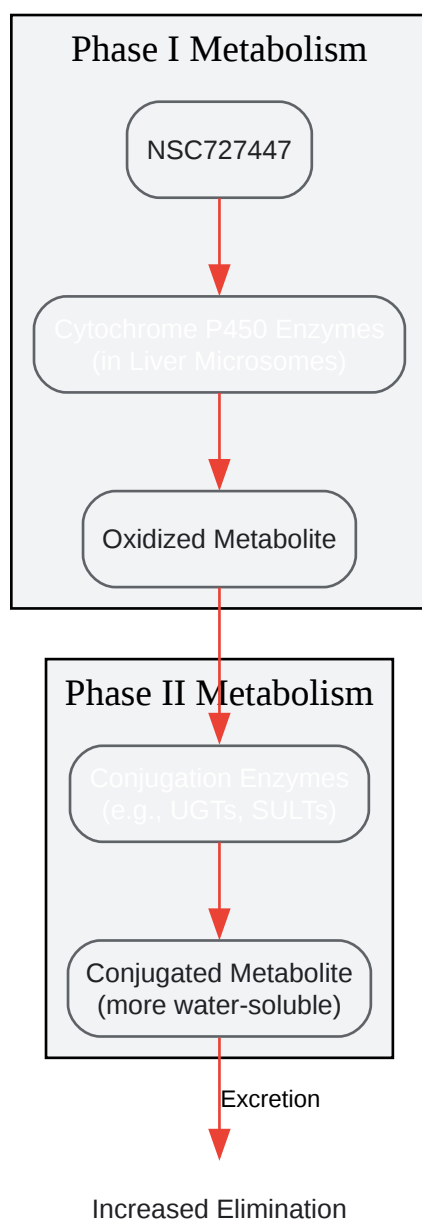 Phase I Metabolism
NSC727447
Cytochrome P450 Enzymes
(in Liver Microsomes)
Oxidized Metabolite
Phase II Metabolism
Conjugation Enzymes
(e.g., UGTs, SULTs)
Conjugated Metabolite
(more water-soluble)
Excretion
Increased Elimination